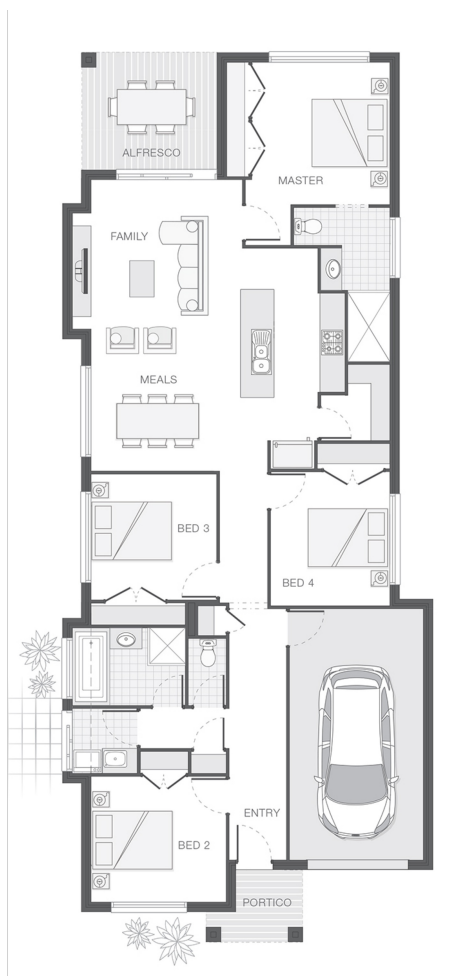 ALFRESCO
MASTER
FAMILY
MEALS
BED 3
BED 4
ENTRY
BED 2
PORTICO